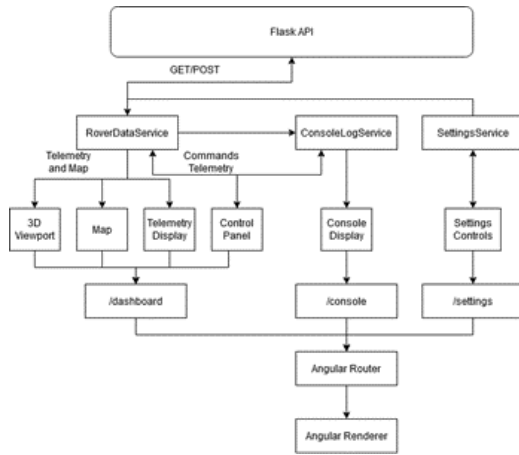 Flask API
GET/POST
RoverDataService
ConsoleLogService
SettingsService
Telemetry
and Map
Commands
Telemetry
3D
Viewport
Map
Telemetry
Display
Control
Panel
Console
Display
Settings
Controls
/dashboard
/console
/settings
Angular Router
Angular Renderer